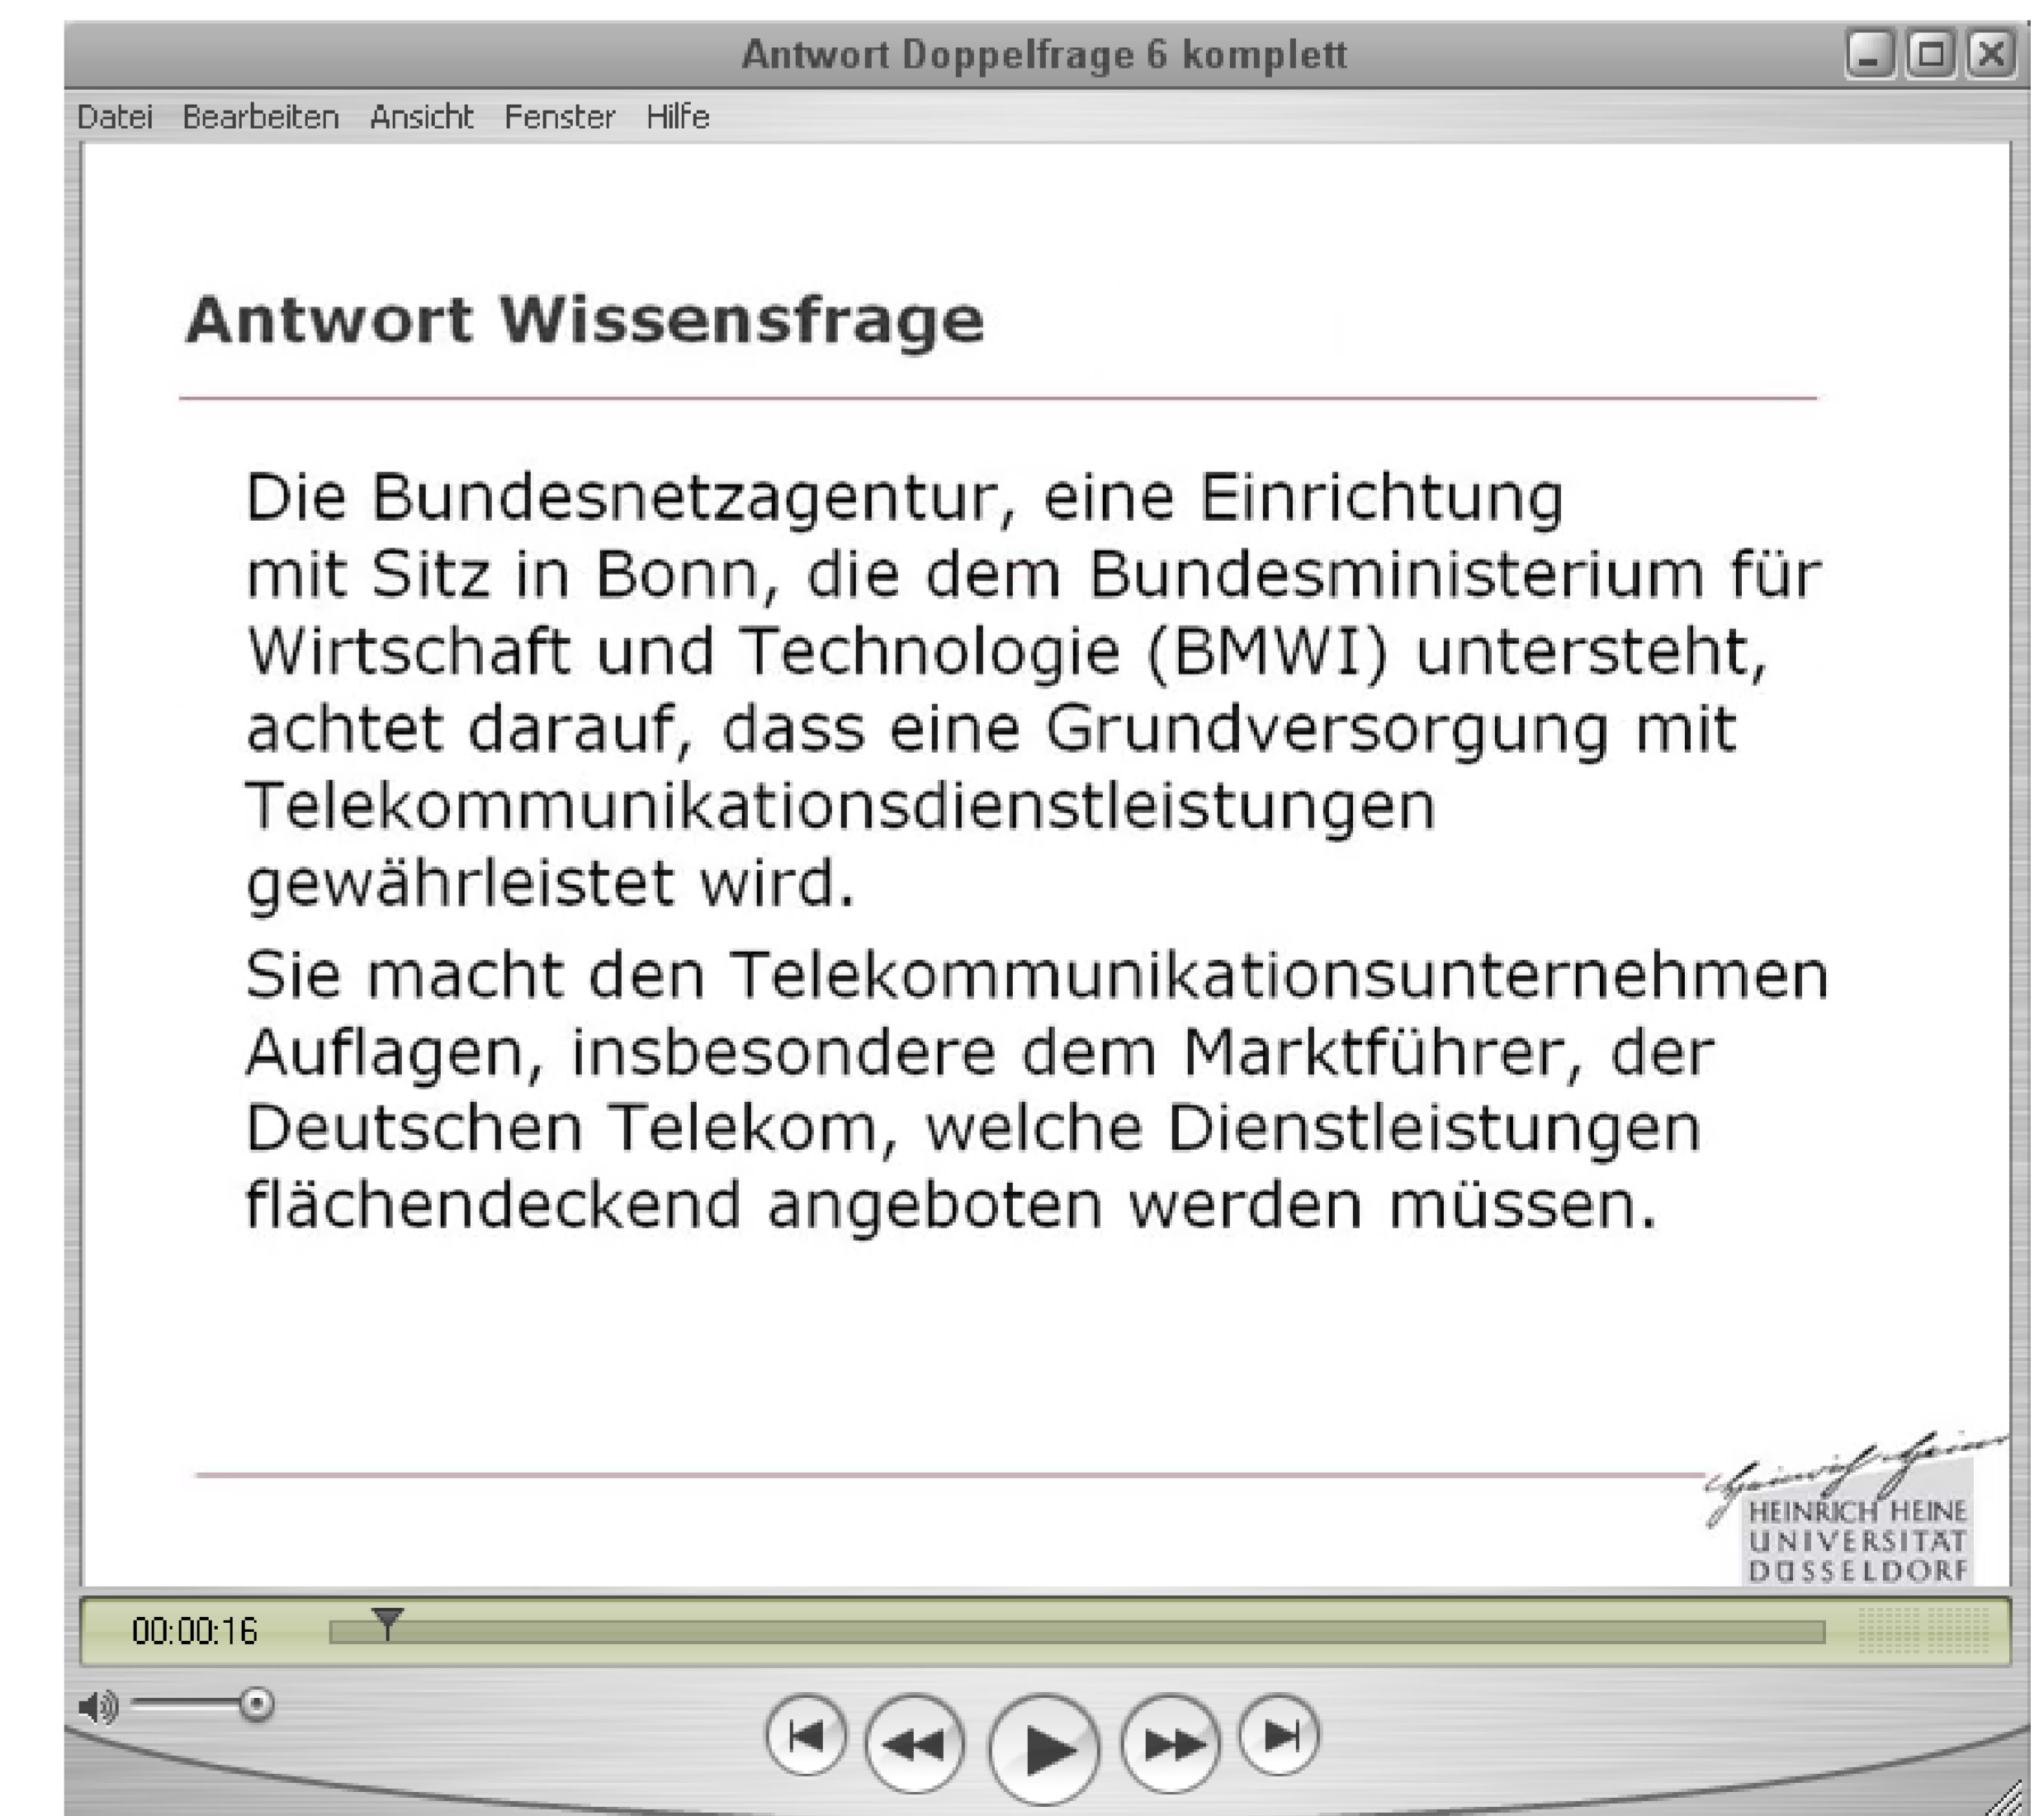 Antwort Doppelfrage 6 komplett
Datei Bearbeiten Ansicht Fenster Hilfe
Antwort Wissensfrage
Die Bundesnetzagentur, eine Einrichtung
mit Sitz in Bonn, die dem Bundesministerium für
Wirtschaft und Technologie (BMWI) untersteht,
achtet darauf, dass eine Grundversorgung mit
Telekommunikationsdienstleistungen
gewährleistet wird.
Sie macht den Telekommunikationsunternehmen
Auflagen, insbesondere dem Marktführer, der
Deutschen Telekom, welche Dienstleistungen
flächendeckend angeboten werden müssen.
Heinrich Heine
HEINRICH HEINE
UNIVERSITÄT
DÜSSELDORF
00:00:16